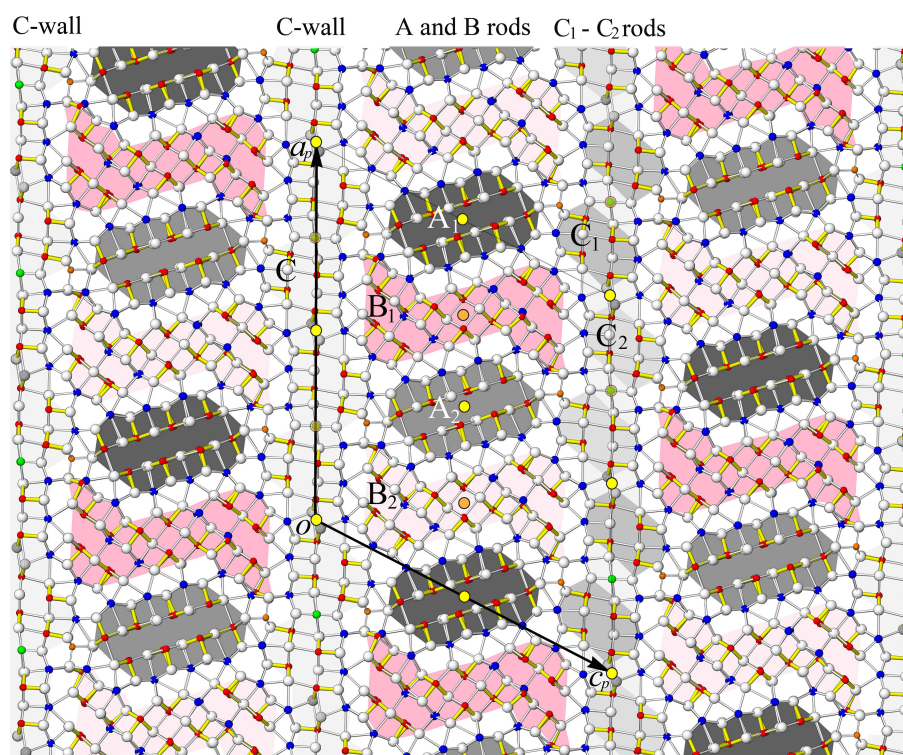 C-wall
C-wall
A and B rods
C₁ - C₂ rods
aₚ
A₁
C₁
C
B₁
C₂
A₂
B₂
o
cₚ